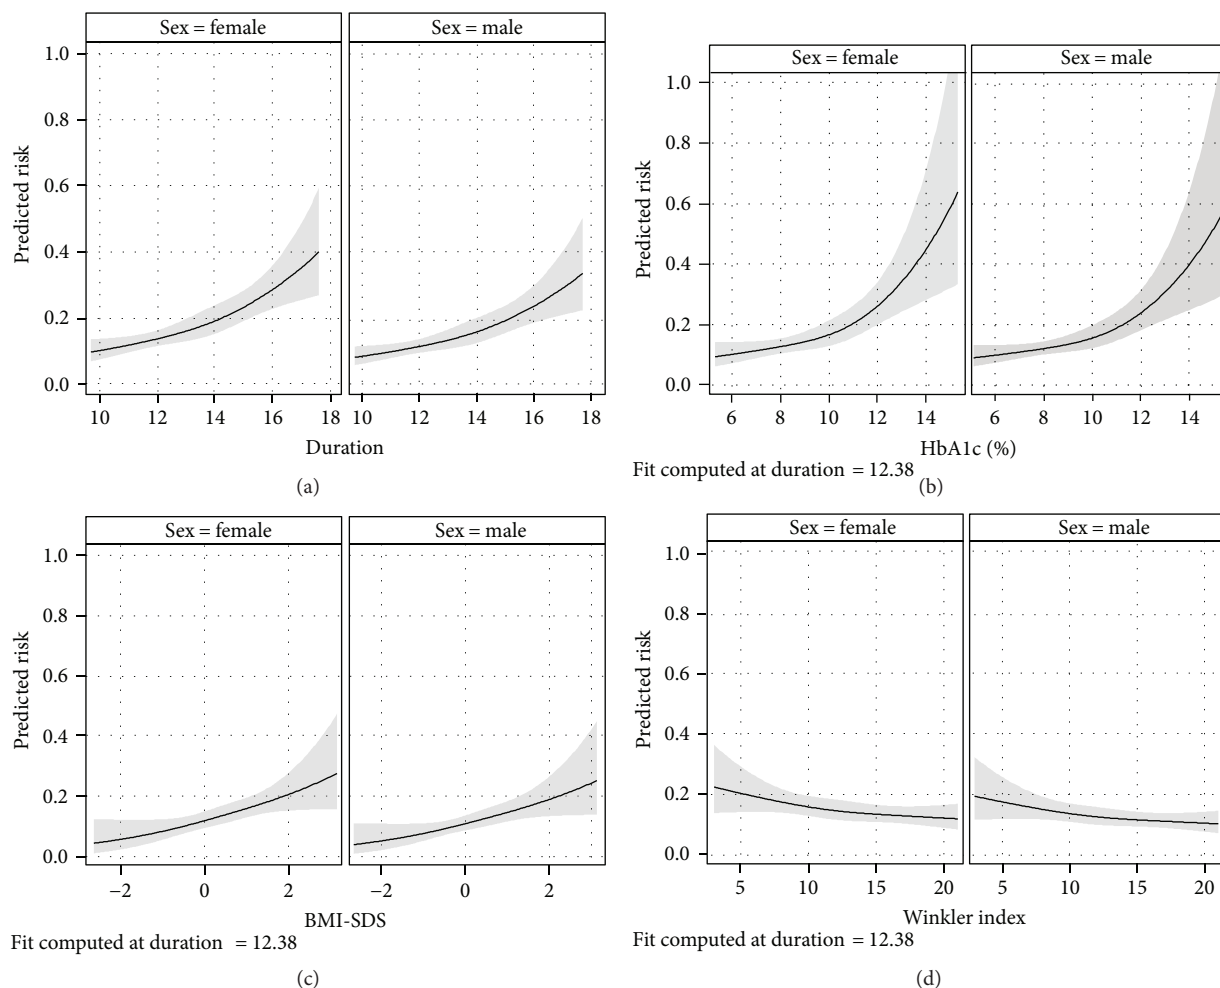 Sex = female Sex = male
1.0
0.8
0.6
0.4
0.2
0.0
Predicted risk
10 12 14 16 18 10 12 14 16 18
Duration
(a)
Sex = female Sex = male
1.0
0.8
0.6
0.4
0.2
0.0
Predicted risk
6 8 10 12 14 6 8 10 12 14
HbA1c (%)
Fit computed at duration = 12.38
(b)
Sex = female Sex = male
1.0
0.8
0.6
0.4
0.2
0.0
Predicted risk
−2 0 2 −2 0 2
BMI-SDS
Fit computed at duration = 12.38
(c)
Sex = female Sex = male
1.0
0.8
0.6
0.4
0.2
0.0
Predicted risk
5 10 15 20 5 10 15 20
Winkler index
Fit computed at duration = 12.38
(d)